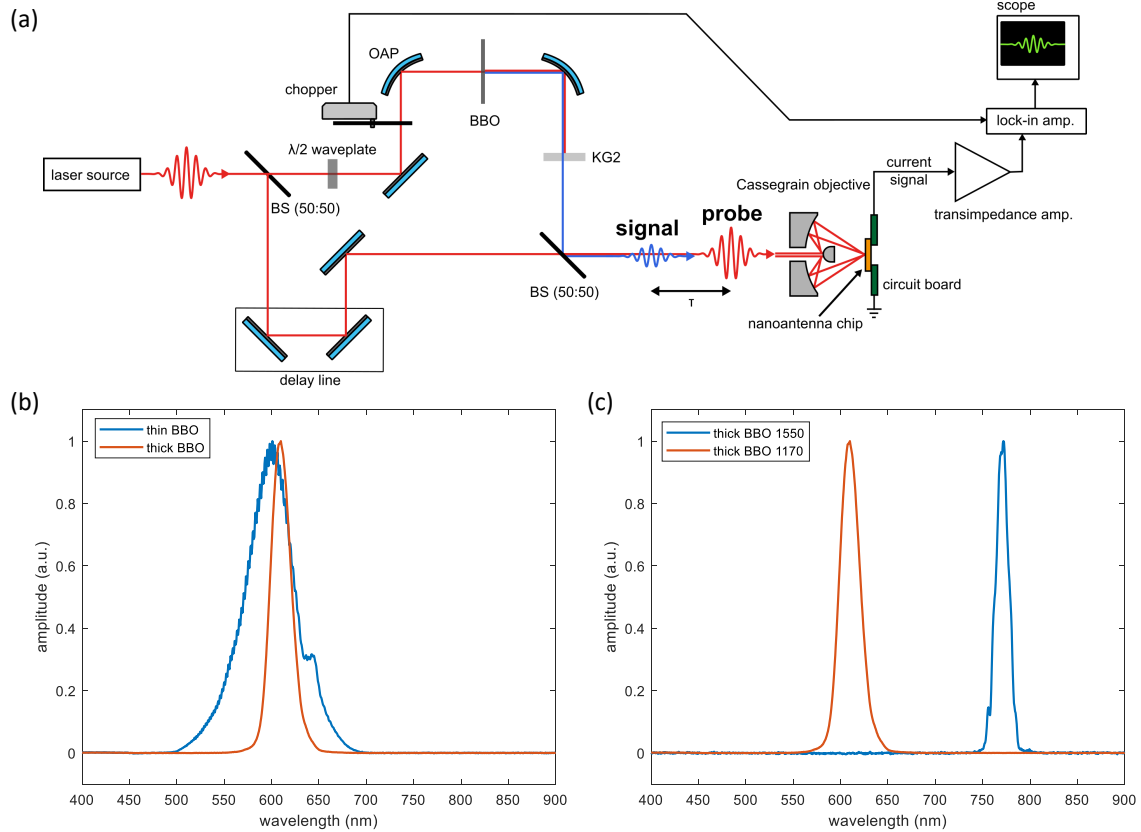 (a)
scope
OAP
chopper
BBO
lock-in amp.
λ/2 waveplate
KG2
laser source
current
signal
Cassegrain objective
BS (50:50)
transimpedance amp.
signal
probe
BS (50:50)
τ
circuit board
nanoantenna chip
delay line
(b)
thin BBO
thick BBO
amplitude (a.u.)
1
0.8
0.6
0.4
0.2
0
400 450 500 550 600 650 700 750 800 850 900
wavelength (nm)
(c)
thick BBO 1550
thick BBO 1170
amplitude (a.u.)
1
0.8
0.6
0.4
0.2
0
400 450 500 550 600 650 700 750 800 850 900
wavelength (nm)